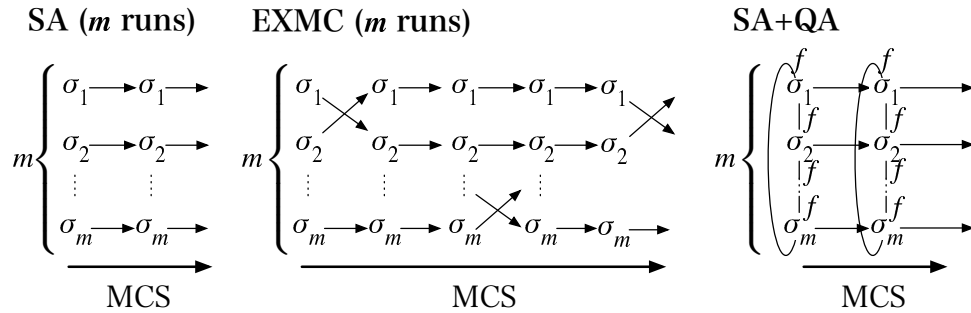 SA (m runs) EXMC (m runs) SA+QA
σ1 σ1 σ1 σ1 σ1 σ1 σ1 f σ1 f σ1
f f
m σ2 σ2 m σ2 σ2 σ2 σ2 σ2 m σ2 σ2
f f
f f
σm σm σm σm σm σm σm σm σm
MCS MCS MCS